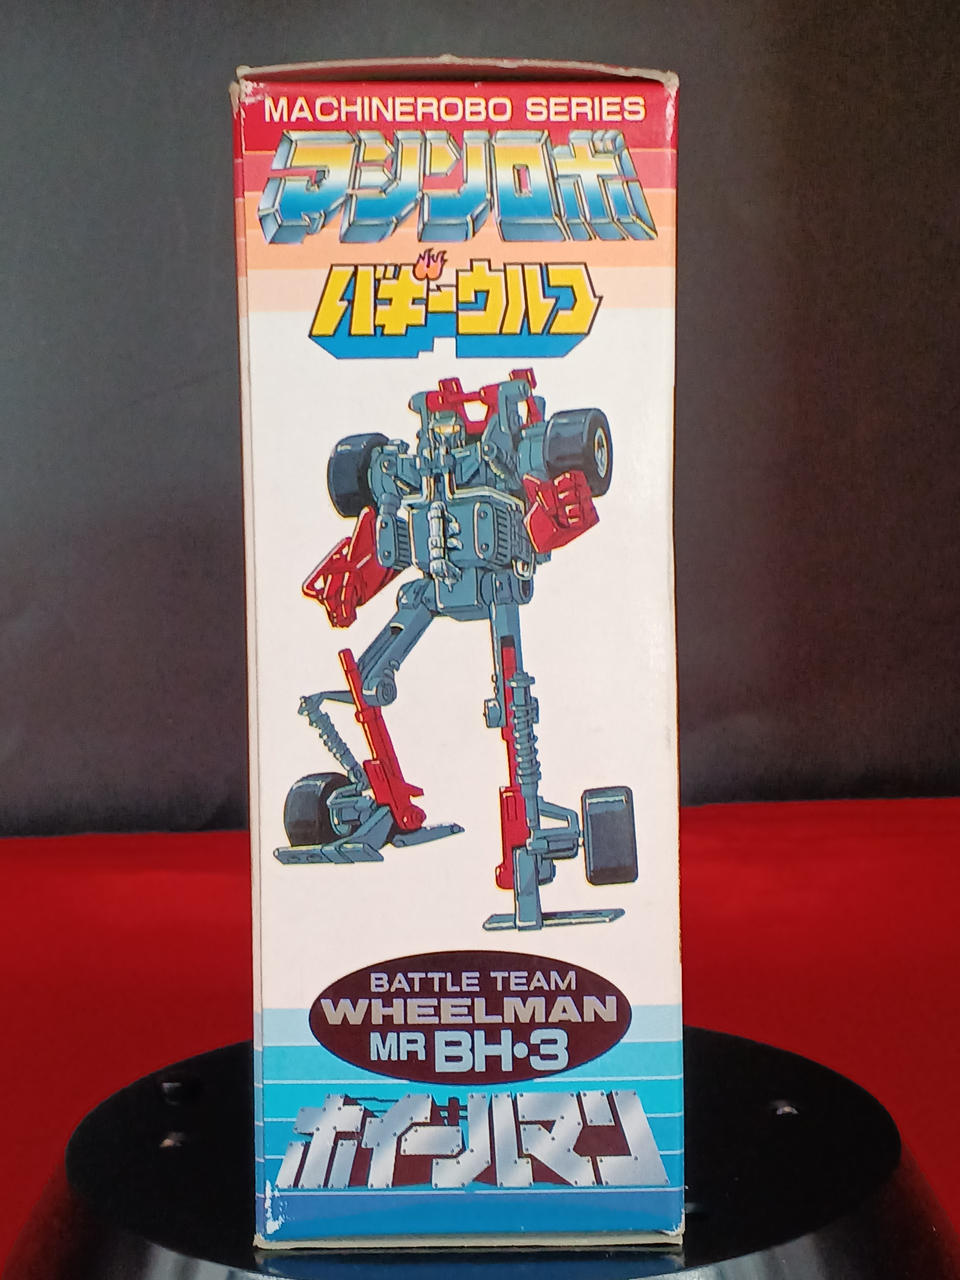 MACHINEROBO SERIES
マシンロボ
バギーウルフ
BATTLE TEAM
WHEELMAN
MR BH•3
ホイールマン